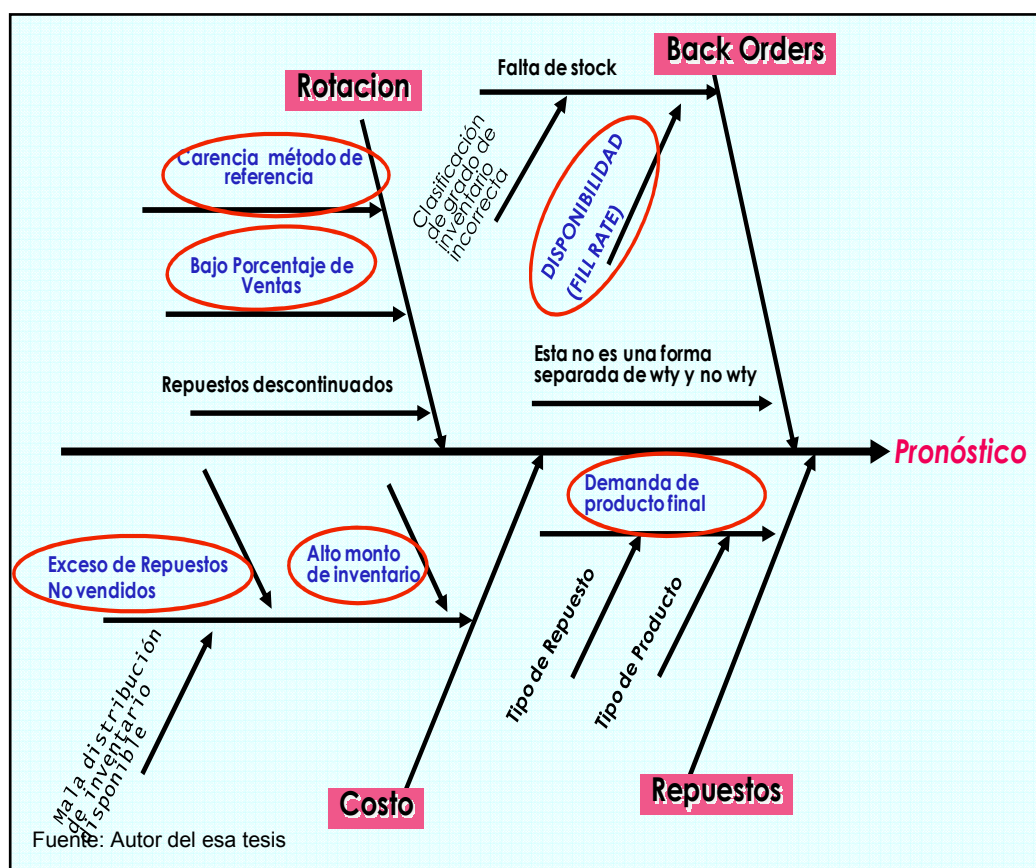 Rotacion
Carencia método de
referencia
Bajo Porcentaje de
Ventas
Repuestos descontinuados
Back Orders
Falta de stock
Clasificación
de grado de
inventario
incorrecta
DISPONIBILIDAD
(FILL RATE)
Esta no es una forma
separada de wty y no wty
Pronóstico
Exceso de Repuestos
No vendidos
Alto monto
de inventario
Mala distribución
de inventario
disponible
Costo
Demanda de
producto final
Tipo de Repuesto
Tipo de Producto
Repuestos
Fuente: Autor del esa tesis